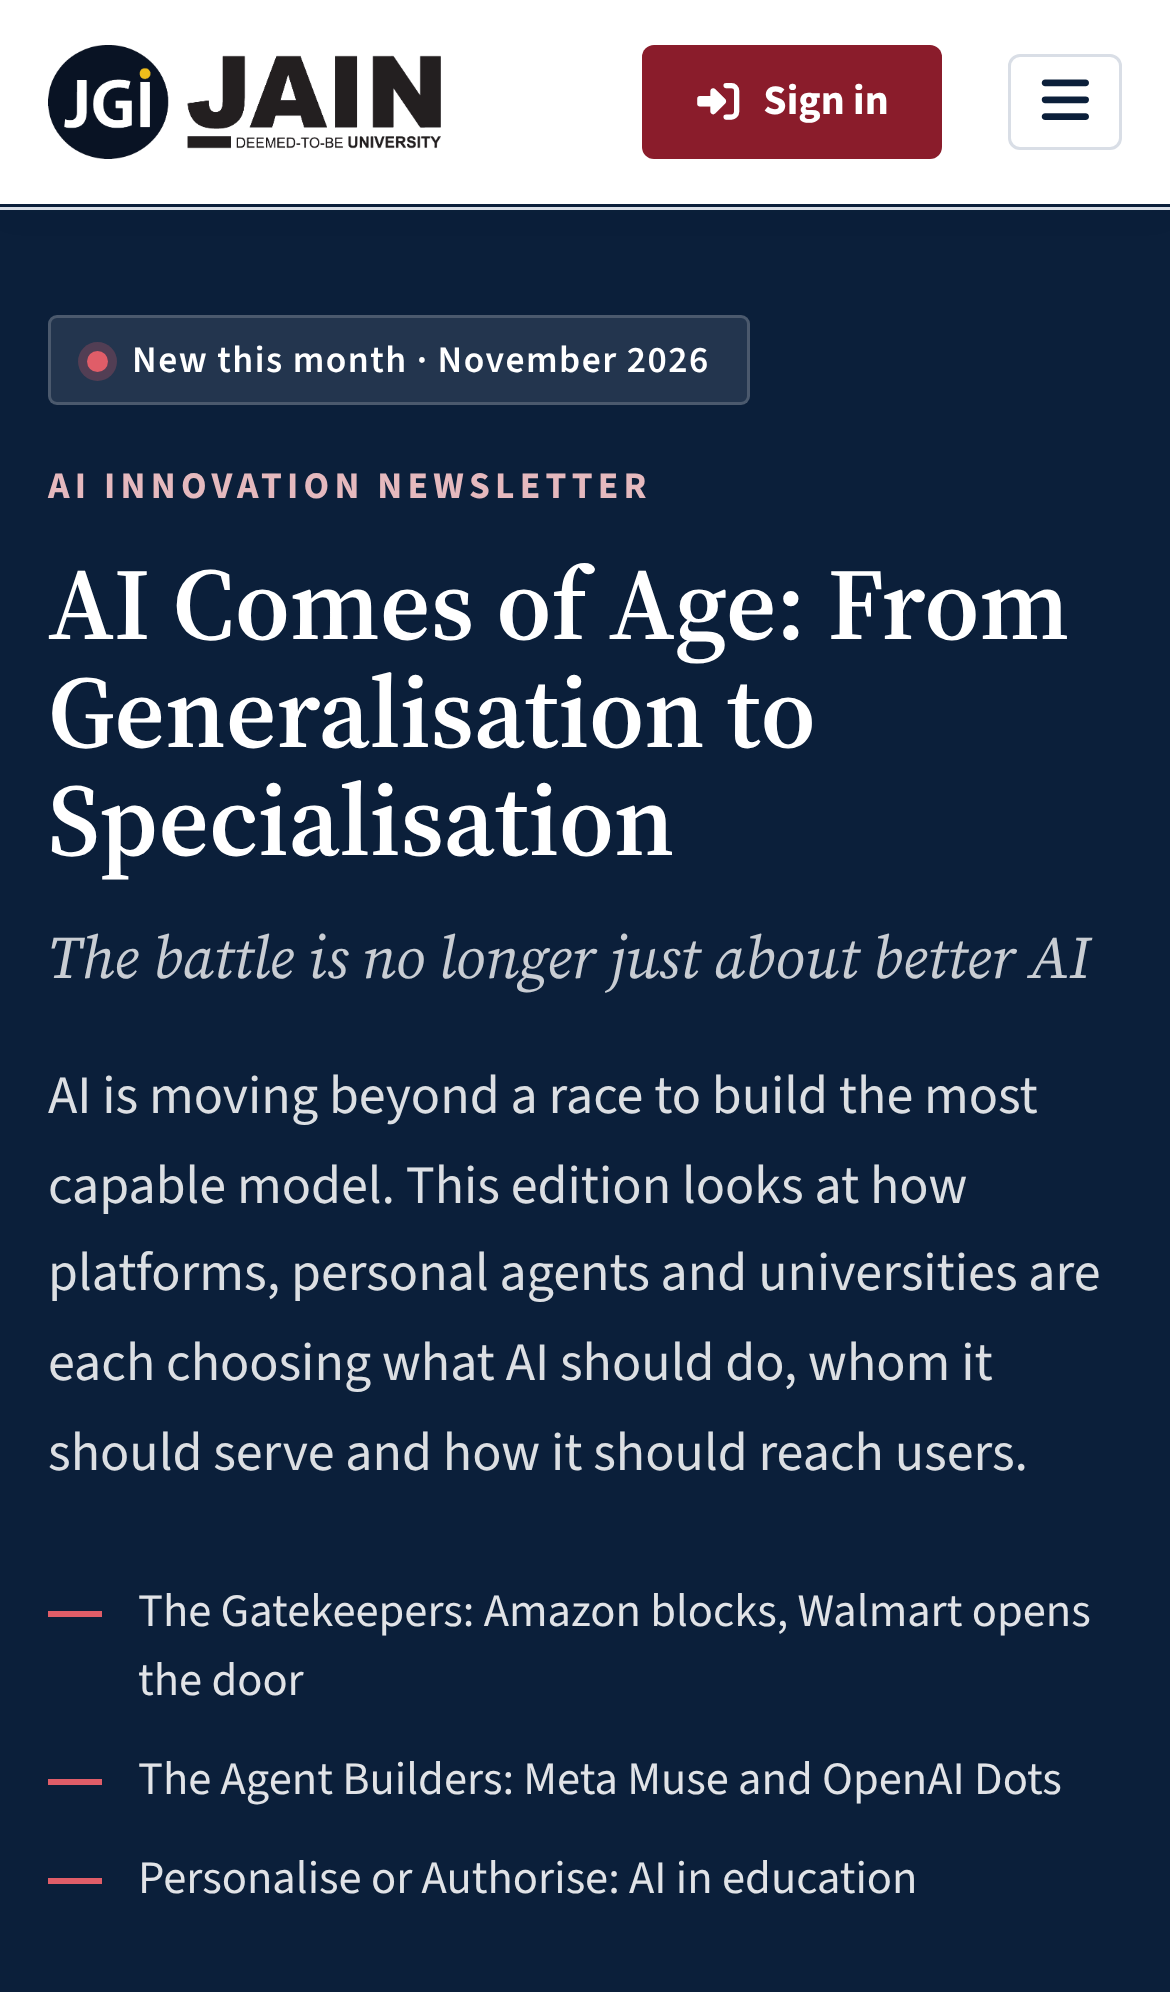 JGi JAIN
DEEMED-TO-BE UNIVERSITY
Sign in
New this month · November 2026
AI INNOVATION NEWSLETTER
AI Comes of Age: From
Generalisation to
Specialisation
The battle is no longer just about better AI
AI is moving beyond a race to build the most
capable model. This edition looks at how
platforms, personal agents and universities are
each choosing what AI should do, whom it
should serve and how it should reach users.
The Gatekeepers: Amazon blocks, Walmart opens
the door
The Agent Builders: Meta Muse and OpenAI Dots
Personalise or Authorise: AI in education